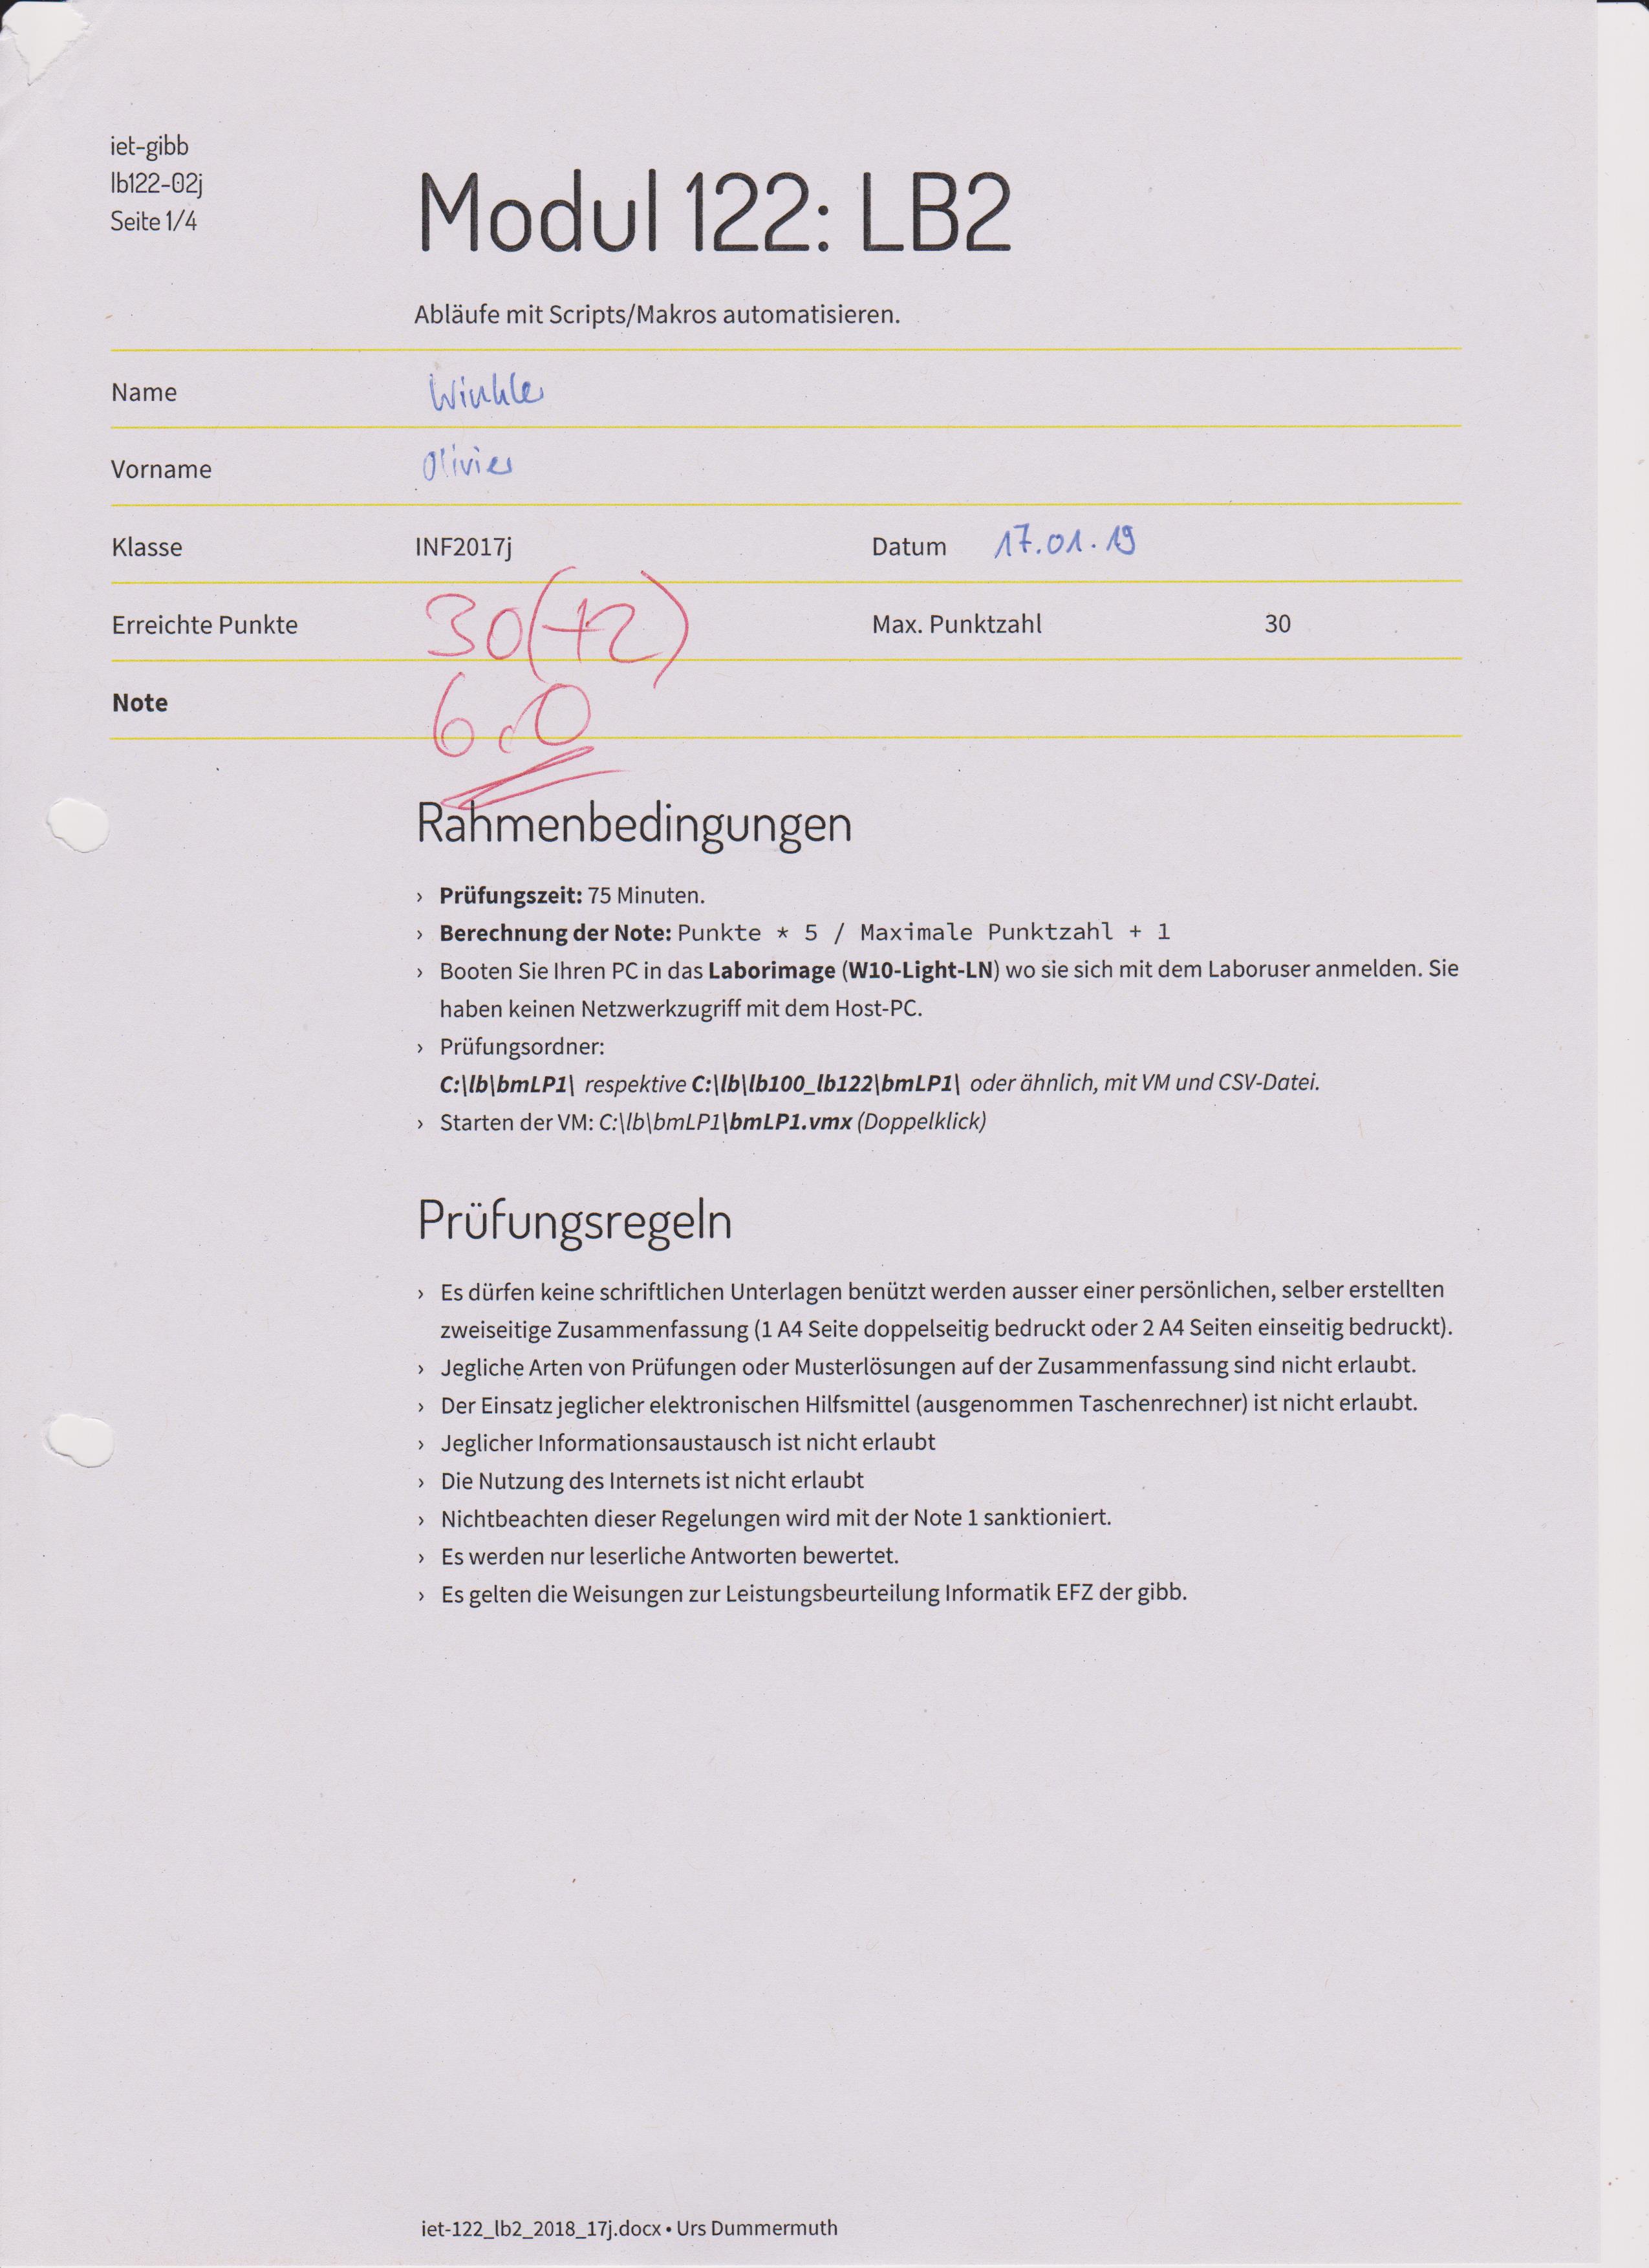 iet-gibb
lb122-02j
Seite 1/4
Modul 122: LB2
Abläufe mit Scripts/Makros automatisieren.
Name Winkler
Vorname Olivier
Klasse INF2017j Datum 17.01.19
Erreichte Punkte 30(+2) Max. Punktzahl 30
Note 6.0
Rahmenbedingungen
› Prüfungszeit: 75 Minuten.
› Berechnung der Note: Punkte * 5 / Maximale Punktzahl + 1
› Booten Sie Ihren PC in das Laborimage (W10-Light-LN) wo sie sich mit dem Laboruser anmelden. Sie
haben keinen Netzwerkzugriff mit dem Host-PC.
› Prüfungsordner:
C:\lb\bmLP1\ respektive C:\lb\lb100_lb122\bmLP1\ oder ähnlich, mit VM und CSV-Datei.
› Starten der VM: C:\lb\bmLP1\bmLP1.vmx (Doppelklick)
Prüfungsregeln
› Es dürfen keine schriftlichen Unterlagen benützt werden ausser einer persönlichen, selber erstellten
zweiseitige Zusammenfassung (1 A4 Seite doppelseitig bedruckt oder 2 A4 Seiten einseitig bedruckt).
› Jegliche Arten von Prüfungen oder Musterlösungen auf der Zusammenfassung sind nicht erlaubt.
› Der Einsatz jeglicher elektronischen Hilfsmittel (ausgenommen Taschenrechner) ist nicht erlaubt.
› Jeglicher Informationsaustausch ist nicht erlaubt
› Die Nutzung des Internets ist nicht erlaubt
› Nichtbeachten dieser Regelungen wird mit der Note 1 sanktioniert.
› Es werden nur leserliche Antworten bewertet.
› Es gelten die Weisungen zur Leistungsbeurteilung Informatik EFZ der gibb.
iet-122_lb2_2018_17j.docx • Urs Dummermuth